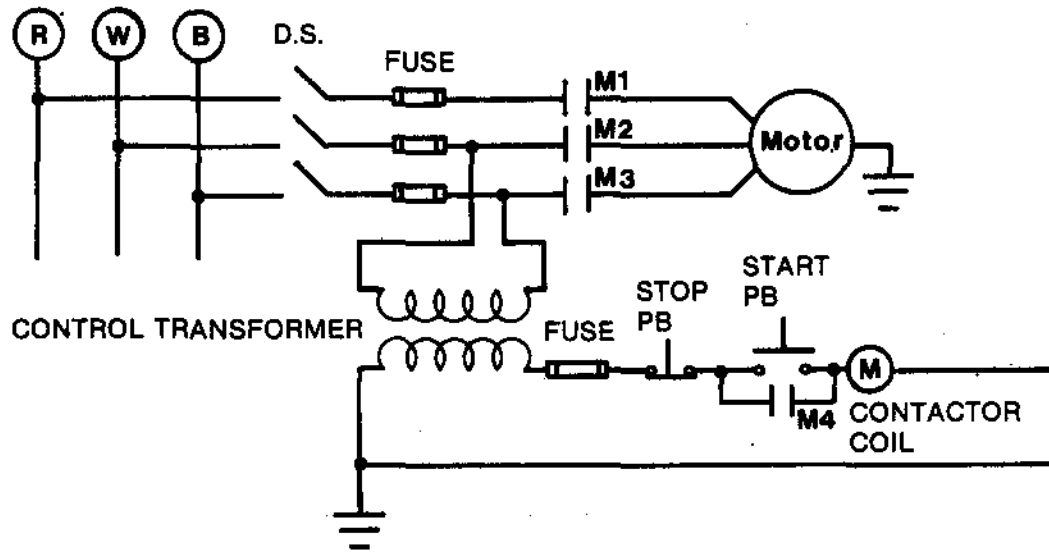 R W B D.S.
FUSE
M1
M2
Motor
M3
START
PB
STOP
PB
CONTROL TRANSFORMER
FUSE
M
M4
CONTACTOR
COIL